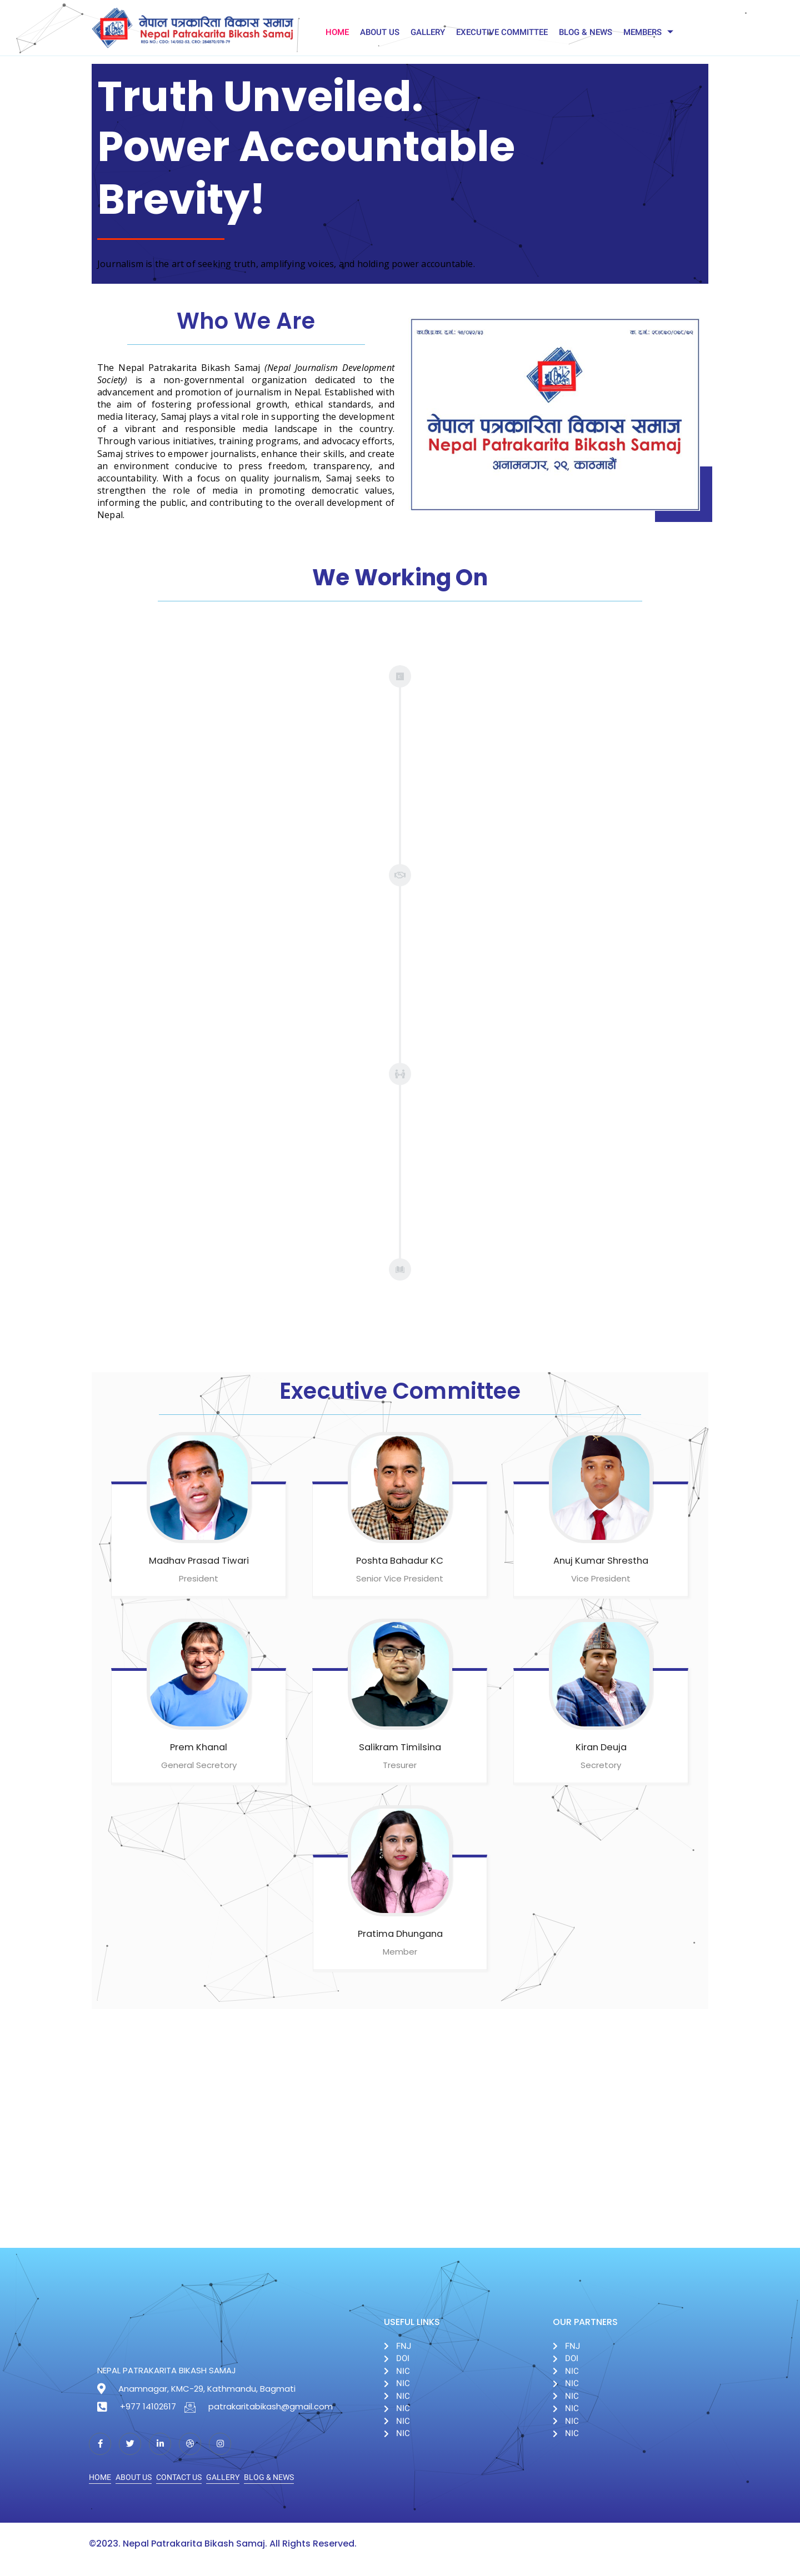 नेपाल पत्रकारिता विकास समाज
Nepal Patrakarita Bikash Samaj
HOME ABOUT US GALLERY EXECUTIVE COMMITTEE BLOG & NEWS MEMBERS
Truth Unveiled.
Power Accountable
Brevity!
Journalism is the art of seeking truth, amplifying voices, and holding power accountable.
Who We Are
The Nepal Patrakarita Bikash Samaj (Nepal Journalism Development
Society) is a non-governmental organization dedicated to the
advancement and promotion of journalism in Nepal. Established with
the aim of fostering professional growth, ethical standards, and
media literacy, Samaj plays a vital role in supporting the development
of a vibrant and responsible media landscape in the country.
Through various initiatives, training programs, and advocacy efforts,
Samaj strives to empower journalists, enhance their skills, and create
an environment conducive to press freedom, transparency, and
accountability. With a focus on quality journalism, Samaj seeks to
strengthen the role of media in promoting democratic values,
informing the public, and contributing to the overall development of
Nepal.
नेपाल पत्रकारिता विकास समाज
Nepal Patrakarita Bikash Samaj
अनामनगर, २९, काठमाडौं
We Working On
Executive Committee
Madhav Prasad Tiwari
President
Poshta Bahadur KC
Senior Vice President
Anuj Kumar Shrestha
Vice President
Prem Khanal
General Secretory
Salikram Timilsina
Tresurer
Kiran Deuja
Secretory
Pratima Dhungana
Member
NEPAL PATRAKARITA BIKASH SAMAJ
Anamnagar, KMC-29, Kathmandu, Bagmati
+977 14102617 patrakaritabikash@gmail.com
HOME ABOUT US CONTACT US GALLERY BLOG & NEWS
USEFUL LINKS
FNJ
DOI
NIC
NIC
NIC
NIC
NIC
NIC
OUR PARTNERS
FNJ
DOI
NIC
NIC
NIC
NIC
NIC
NIC
©2023. Nepal Patrakarita Bikash Samaj. All Rights Reserved.